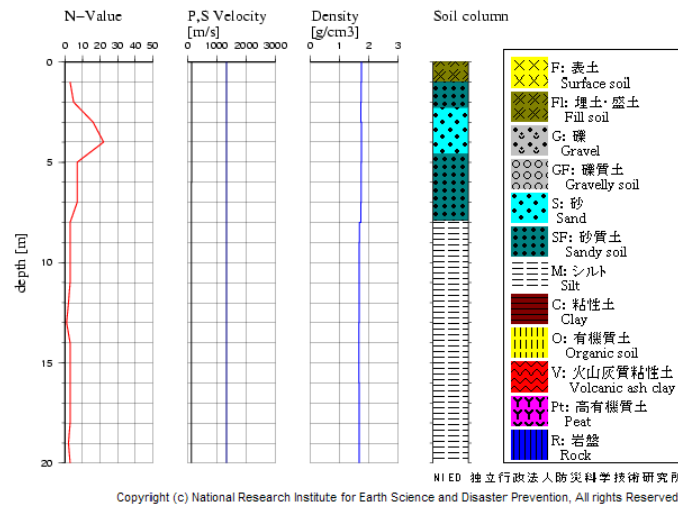 N-Value
P,S Velocity
[m/s]
Density
[g/cm3]
Soil column
0 10 20 30 40 50
0 1000 2000 3000
0 1 2 3
0
5
10
15
20
depth [m]
F: 表土
Surface soil
Fl: 埋土・盛土
Fill soil
G: 礫
Gravel
GF: 礫質土
Gravelly soil
S: 砂
Sand
SF: 砂質土
Sandy soil
M: シルト
Silt
C: 粘性土
Clay
O: 有機質土
Organic soil
V: 火山灰質粘性土
Volcanic ash clay
Pt: 高有機質土
Peat
R: 岩盤
Rock
NIED 独立行政法人防災科学技術研究所
Copyright (c) National Research Institute for Earth Science and Disaster Prevention, All rights Reserved